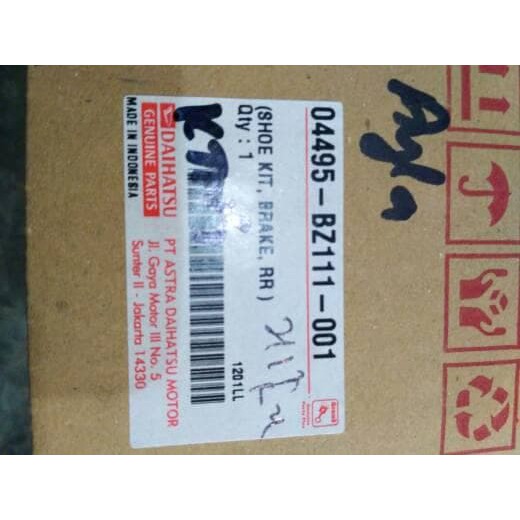 Ayla
04495-BZ111-001
(SHOE KIT, BRAKE, RR)
Qty : 1
1201LL
DAIHATSU
GENUINE PARTS
MADE IN INDONESIA
PT ASTRA DAIHATSU MOTOR
Jl. Gaya Motor III No. 5
Sunter II - Jakarta 14330